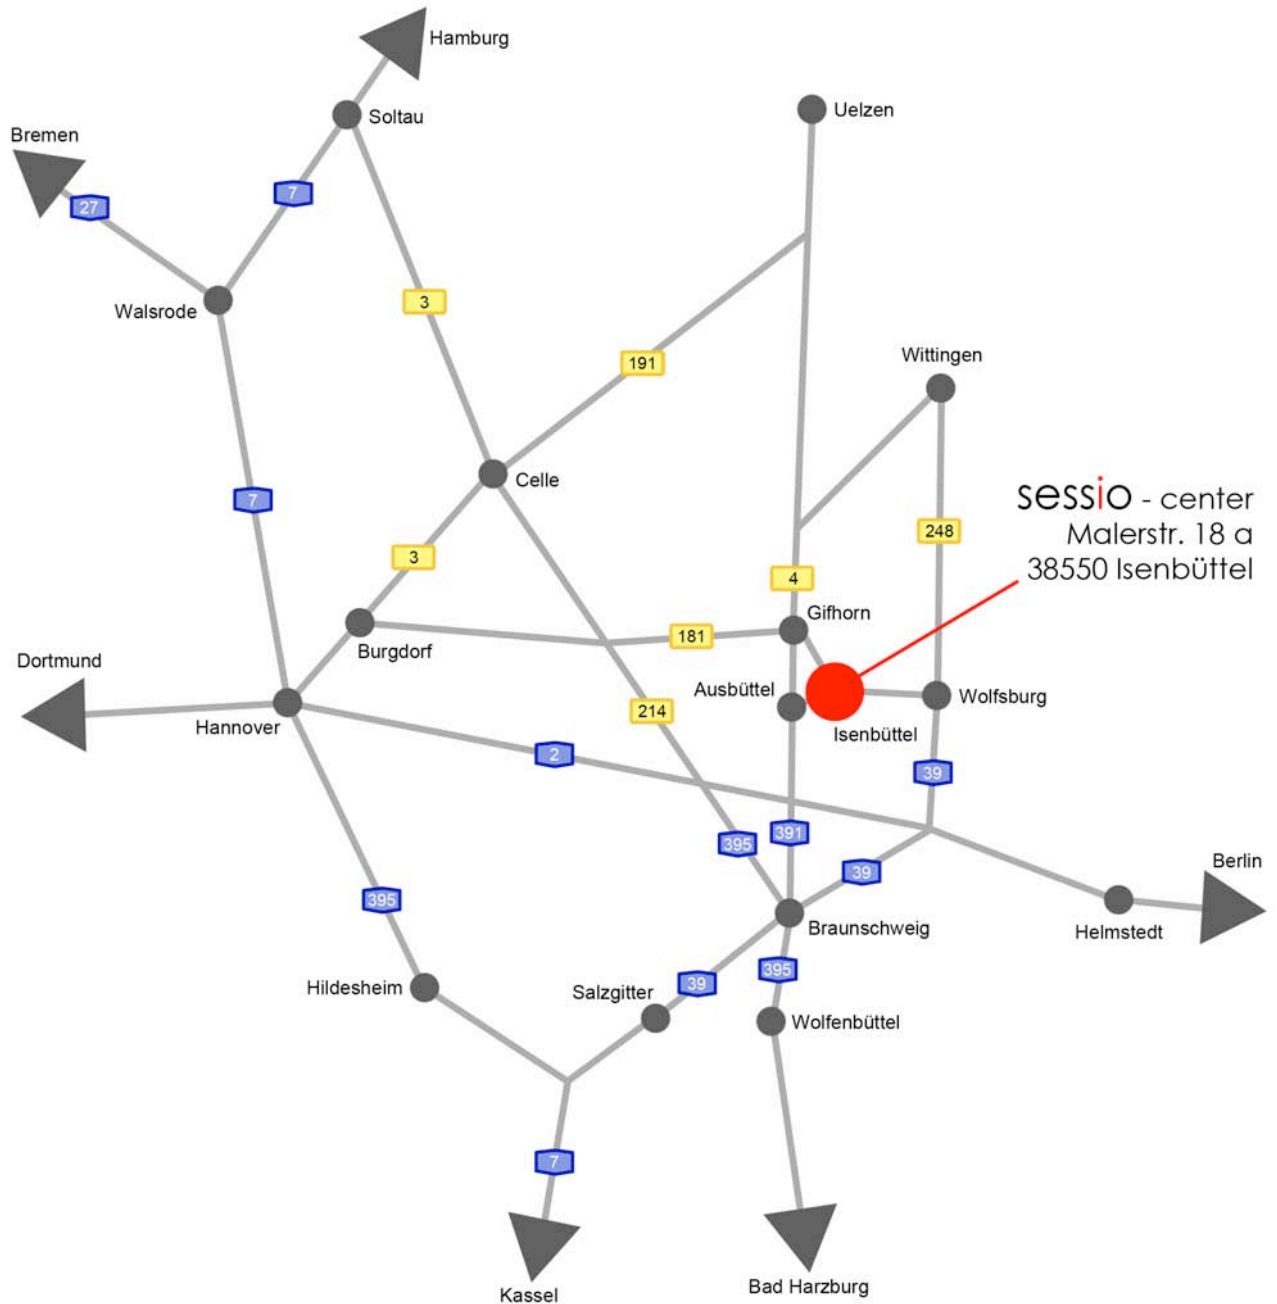 Hamburg
Soltau
Uelzen
Bremen
7
27
Walsrode
3
191
Wittingen
Celle
7
sessio - center
Malerstr. 18 a
38550 Isenbüttel
248
3
4
Gifhorn
181
Burgdorf
Dortmund
Ausbüttel
Wolfsburg
214
Hannover
Isenbüttel
2
39
391
395
39
Berlin
395
Braunschweig
Helmstedt
395
Hildesheim
Salzgitter
39
Wolfenbüttel
7
Kassel
Bad Harzburg